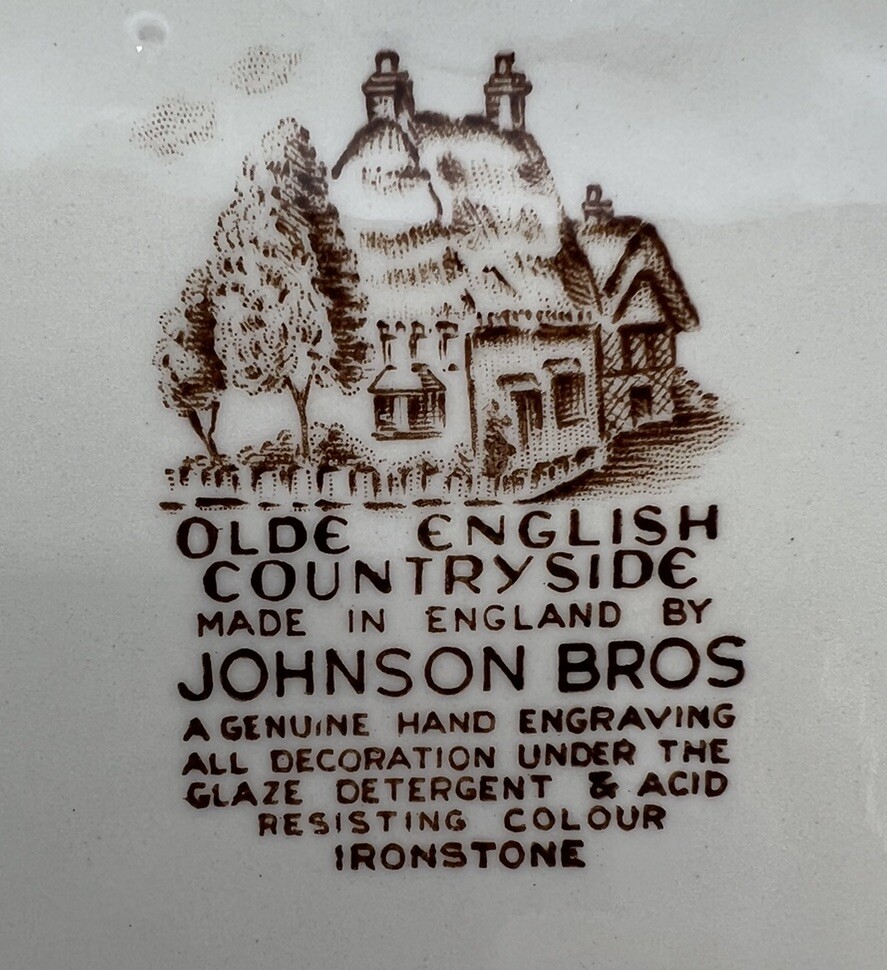 OLDE ENGLISH
COUNTRYSIDE
MADE IN ENGLAND BY
JOHNSON BROS
A GENUINE HAND ENGRAVING
ALL DECORATION UNDER THE
GLAZE DETERGENT & ACID
RESISTING COLOUR
IRONSTONE